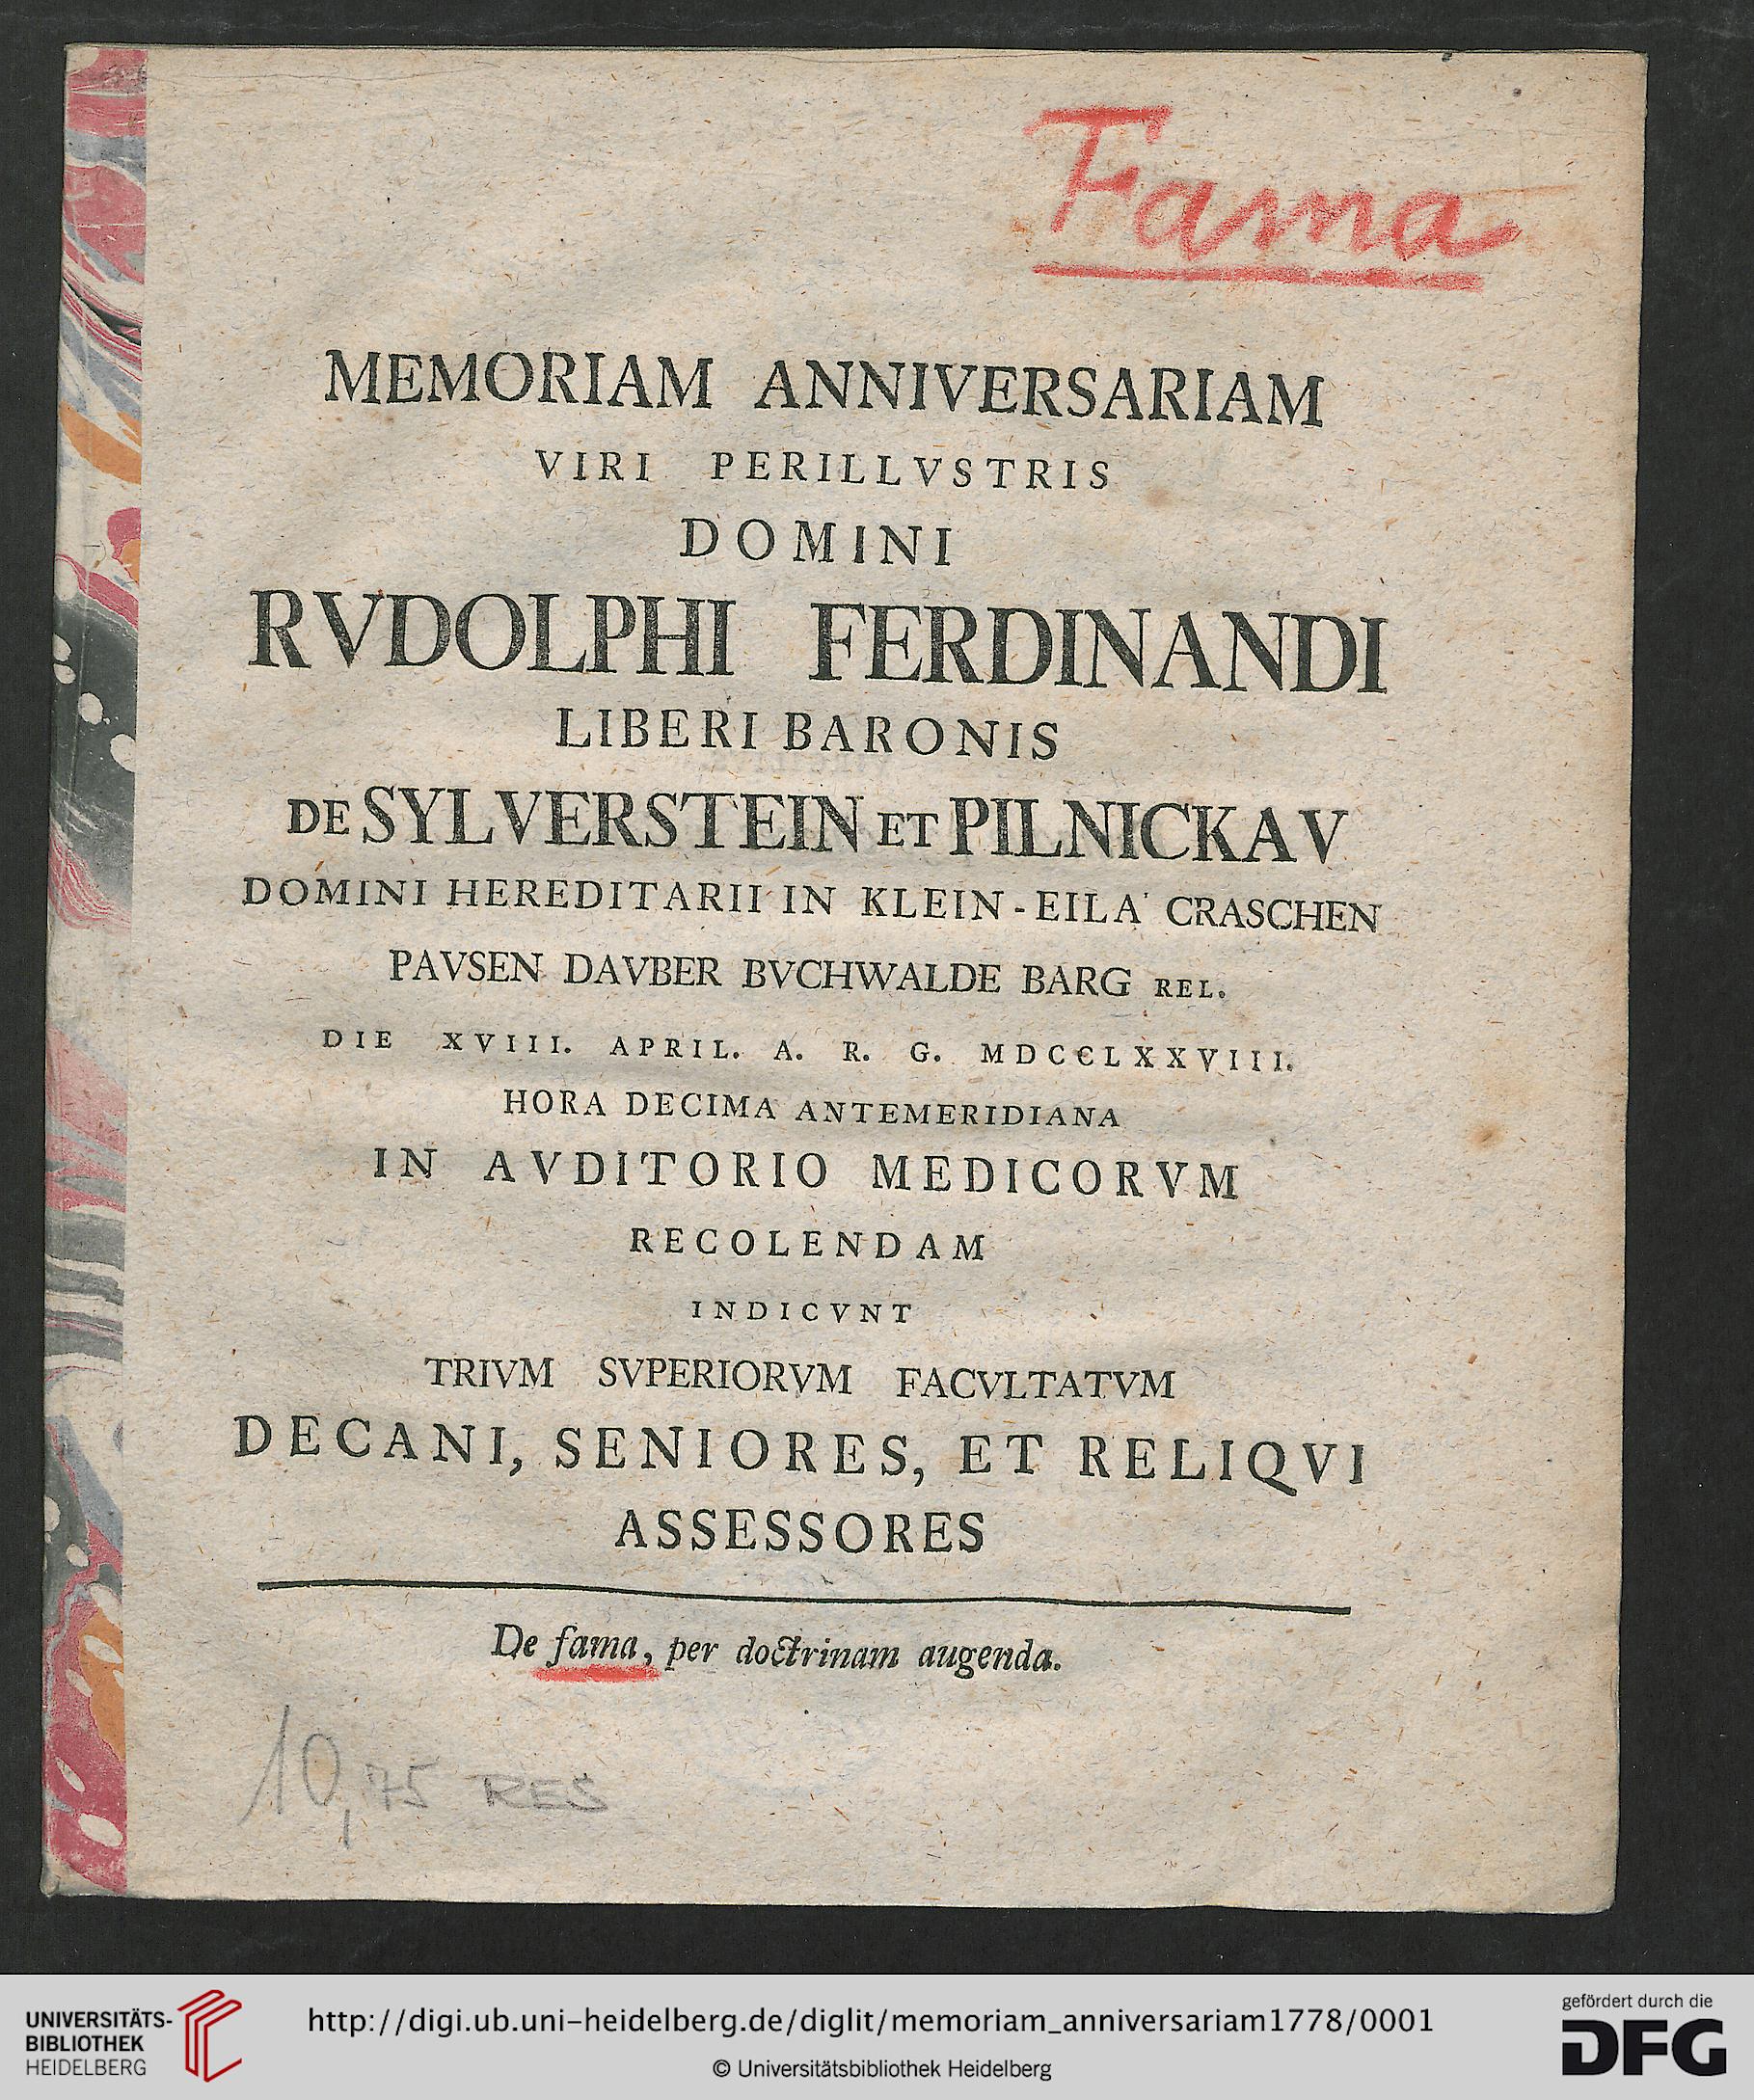 Fama
MEMORIAM ANNIVERSARIAM
VIRI PERILLVSTRIS
DOMINI
RVDOLPHI FERDINANDI
LIBERI BARONIS
DE SYLVERSTEIN ET PILNICKAV
DOMINI HEREDITARII IN KLEIN-EILA CRASCHEN
PAVSEN DAVBER BVCHWALDE BARG REL.
DIE XVIII. APRIL. A. R. G. MDCCLXXVIII.
HORA DECIMA ANTEMERIDIANA
IN AVDITORIO MEDICORVM
RECOLENDAM
INDICVNT
TRIVM SVPERIORVM FACVLTATVM
DECANI, SENIORES, ET RELIQVI
ASSESSORES
De fama, per doctrinam augenda.
10,75 RES
UNIVERSITÄTS-
BIBLIOTHEK
HEIDELBERG
http://digi.ub.uni-heidelberg.de/diglit/memoriam_anniversariam1778/0001
© Universitätsbibliothek Heidelberg
gefördert durch die
DFG